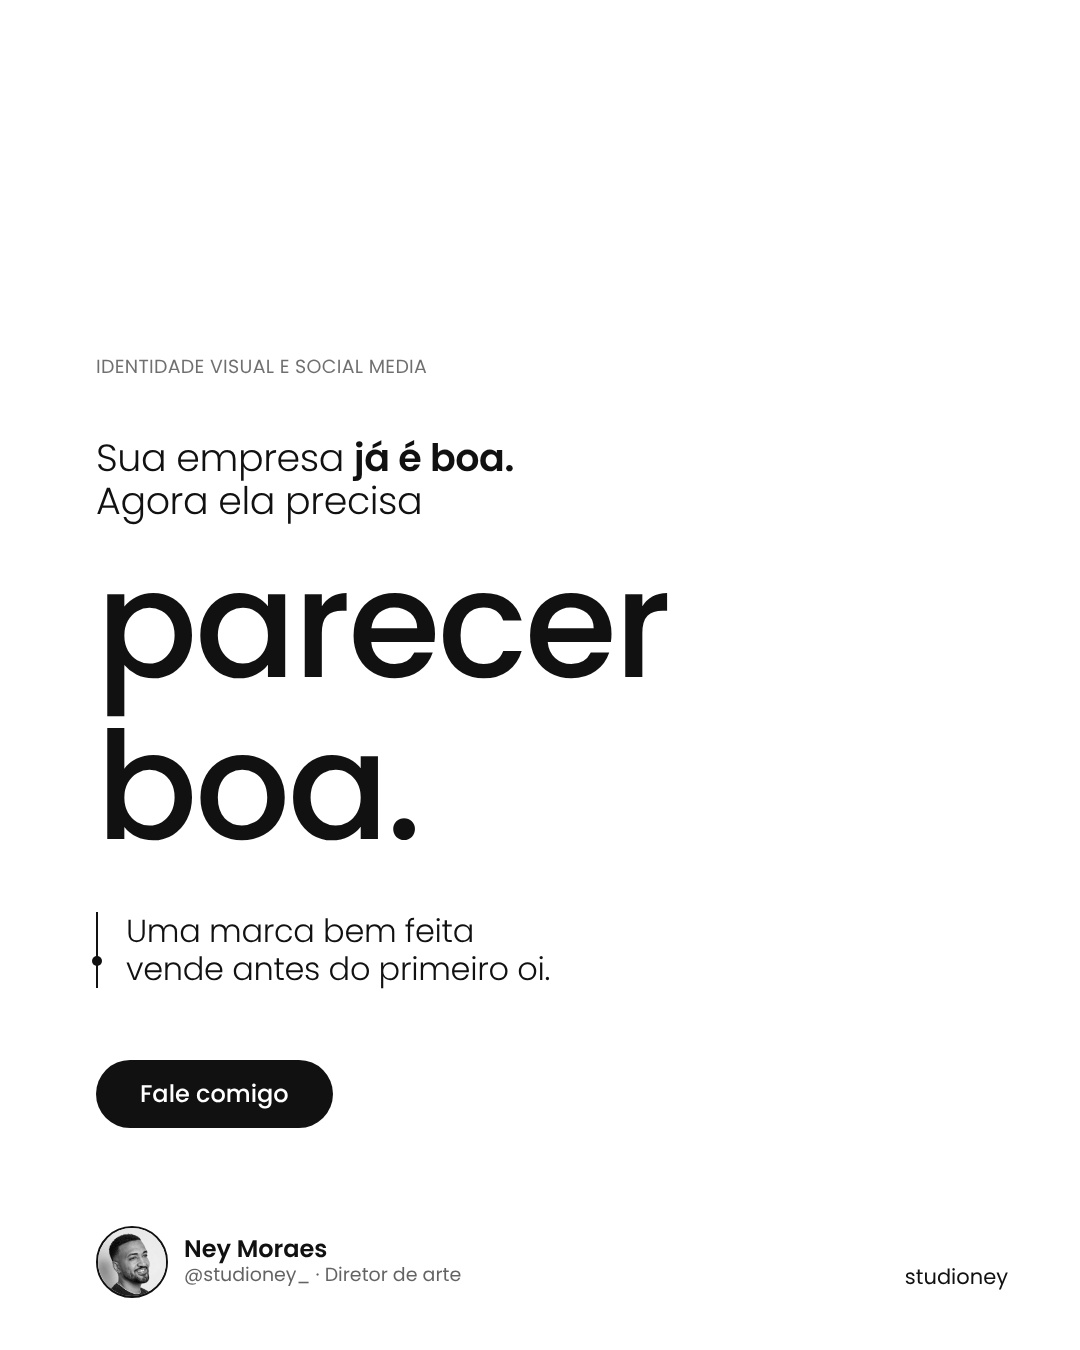 IDENTIDADE VISUAL E SOCIAL MEDIA
Sua empresa já é boa.
Agora ela precisa
parecer
boa.
Uma marca bem feita
vende antes do primeiro oi.
Fale comigo
Ney Moraes
@studioney_ · Diretor de arte
studioney